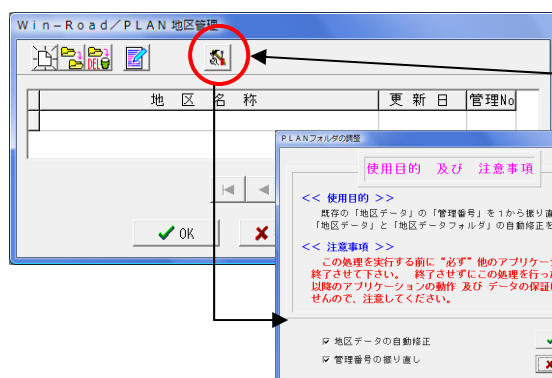 Win−Road／PLAN 地区管理
DEL
地 区 名 称 更 新 日 管理No
OK
PLANフォルダの調整
使用目的 及び 注意事項
<< 使用目的 >>
既存の「地区データ」の「管理番号」を１から振り直
「地区データ」と「地区データフォルダ」の自動修正を
<< 注意事項 >>
この処理を実行する前に “必ず” 他のアプリケー
終了させて下さい。 終了させずにこの処理を行っ
以降のアプリケーションの動作 及び データの保証
せんので、注意してください。
地区データの自動修正
管理番号の振り直し